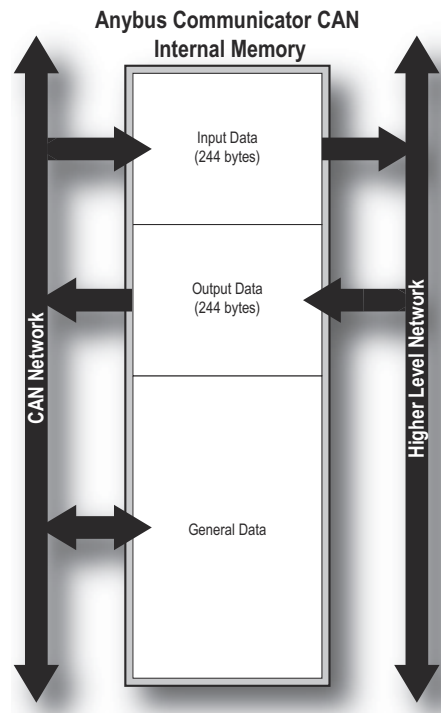 Anybus Communicator CAN
Internal Memory
Input Data
(244 bytes)
Output Data
(244 bytes)
CAN Network
Higher Level Network
General Data